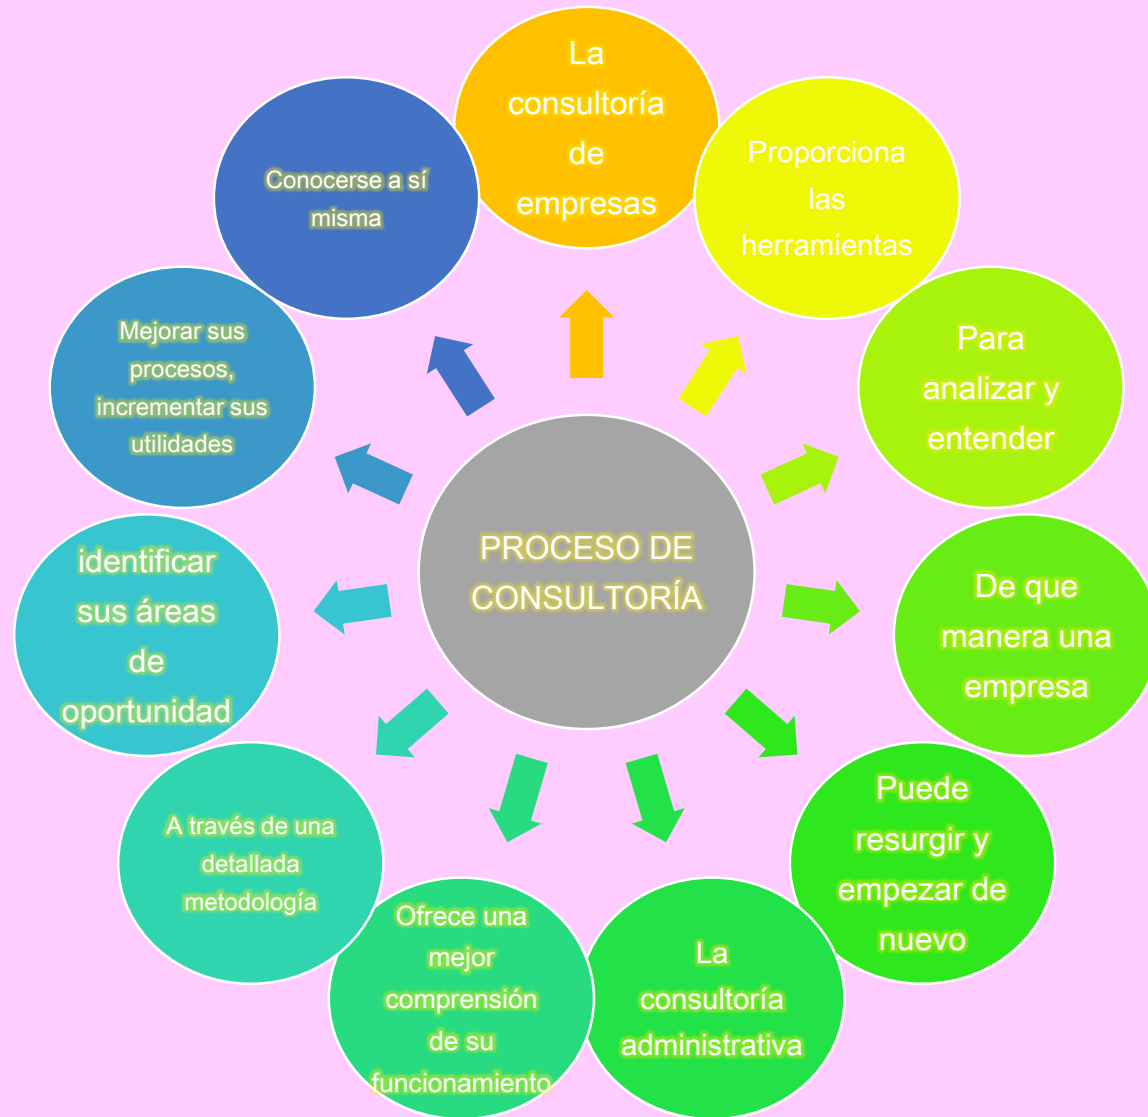 La
consultoría
de
empresas
Proporciona
las
herramientas
Para
analizar y
entender
De que
manera una
empresa
Puede
resurgir y
empezar de
nuevo
La
consultoría
administrativa
Ofrece una
mejor
comprensión
de su
funcionamiento
A través de una
detallada
metodología
identificar
sus áreas
de
oportunidad
Mejorar sus
procesos,
incrementar sus
utilidades
Conocerse a sí
misma
PROCESO DE
CONSULTORÍA